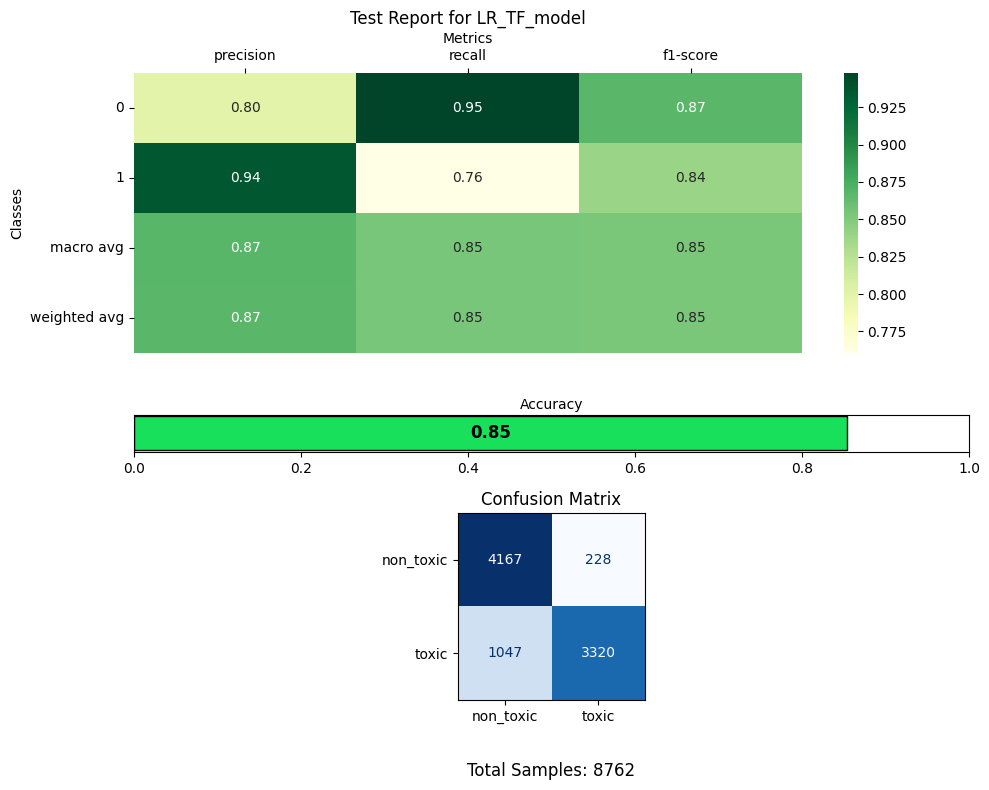 Test Report for LR_TF_model
Metrics
precision recall f1-score
Classes
0 0.80 0.95 0.87
1 0.94 0.76 0.84
macro avg 0.87 0.85 0.85
weighted avg 0.87 0.85 0.85
0.925
0.900
0.875
0.850
0.825
0.800
0.775
Accuracy
0.85
0.0 0.2 0.4 0.6 0.8 1.0
Confusion Matrix
non_toxic 4167 228
toxic 1047 3320
non_toxic toxic
Total Samples: 8762